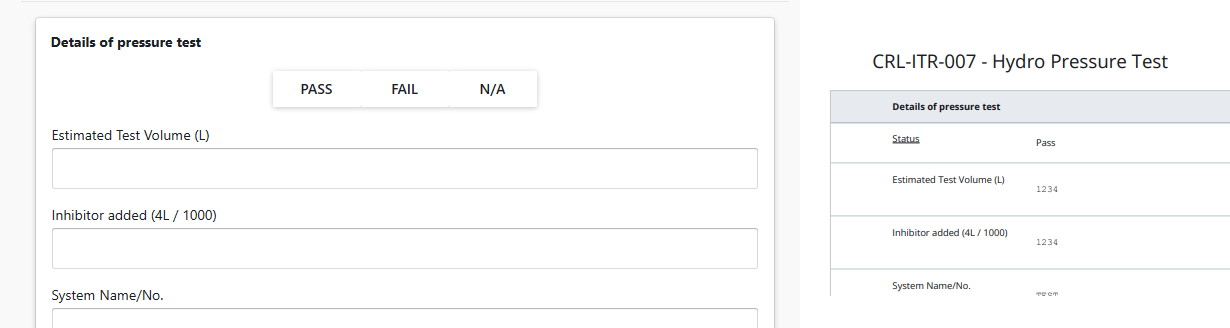 Details of pressure test
PASS FAIL N/A
Estimated Test Volume (L)
Inhibitor added (4L / 1000)
System Name/No.
CRL-ITR-007 - Hydro Pressure Test
Details of pressure test
Status Pass
Estimated Test Volume (L) 1234
Inhibitor added (4L / 1000) 1234
System Name/No.